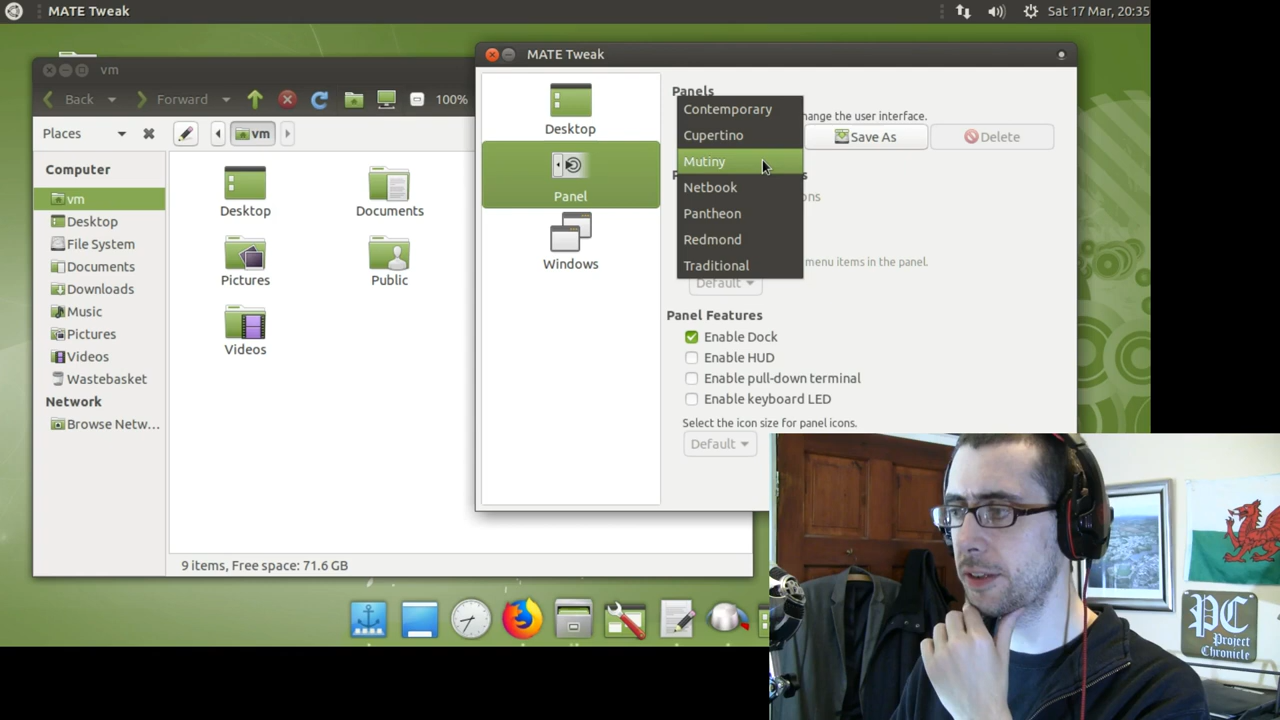 MATE Tweak
Sat 17 Mar, 20:35
vm
Back
Forward
100%
Places
vm
Computer
vm
Desktop
File System
Documents
Downloads
Music
Pictures
Videos
Wastebasket
Network
Browse Netw...
Desktop
Documents
Pictures
Public
Videos
9 items, Free space: 71.6 GB
MATE Tweak
Desktop
Panel
Windows
Panels
hange the user interface.
Contemporary
Cupertino
Mutiny
Netbook
Pantheon
Redmond
Traditional
Save As
Delete
ons
menu items in the panel.
Default
Panel Features
Enable Dock
Enable HUD
Enable pull-down terminal
Enable keyboard LED
Select the icon size for panel icons.
Default
PC
Project
Chronicle